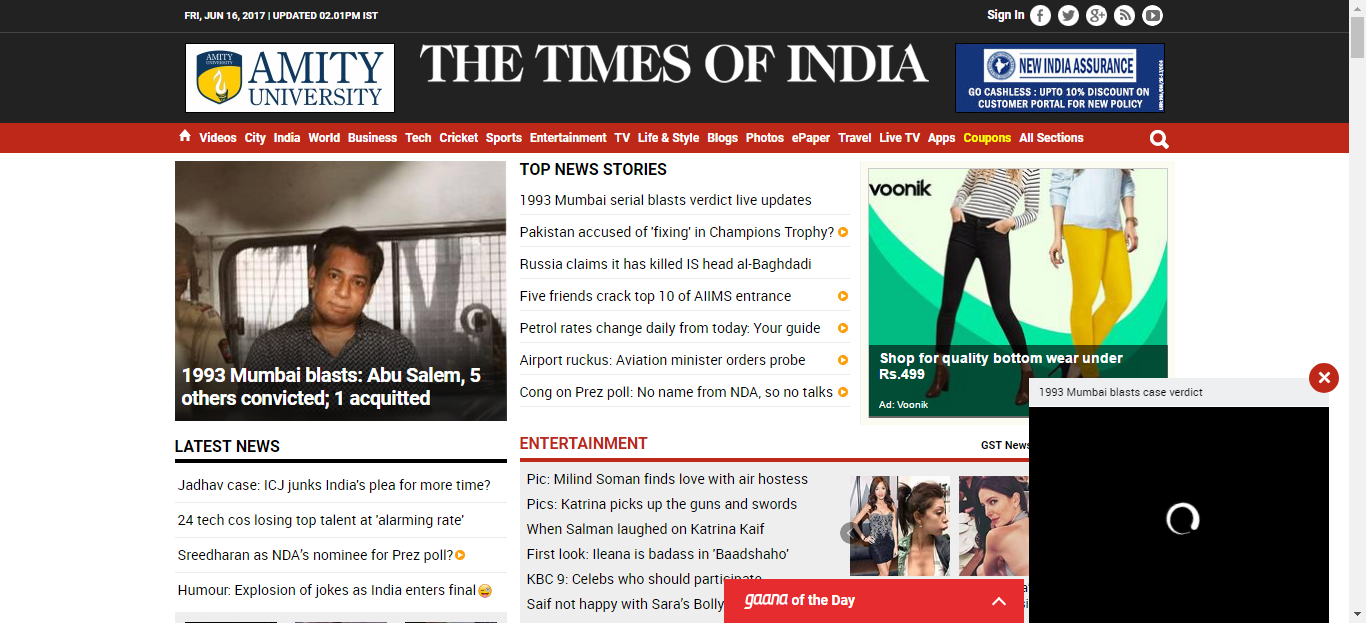 FRI, JUN 16, 2017 | UPDATED 02.01PM IST
Sign In
AMITY
UNIVERSITY
AMITY
UNIVERSITY
THE TIMES OF INDIA
NEW INDIA ASSURANCE
GO CASHLESS : UPTO 10% DISCOUNT ON
CUSTOMER PORTAL FOR NEW POLICY
Videos City India World Business Tech Cricket Sports Entertainment TV Life & Style Blogs Photos ePaper Travel Live TV Apps Coupons All Sections
1993 Mumbai blasts: Abu Salem, 5
others convicted; 1 acquitted
TOP NEWS STORIES
1993 Mumbai serial blasts verdict live updates
Pakistan accused of 'fixing' in Champions Trophy?
Russia claims it has killed IS head al-Baghdadi
Five friends crack top 10 of AIIMS entrance
Petrol rates change daily from today: Your guide
Airport ruckus: Aviation minister orders probe
Cong on Prez poll: No name from NDA, so no talks
voonik
Shop for quality bottom wear under
Rs.499
Ad: Voonik
1993 Mumbai blasts case verdict
LATEST NEWS
Jadhav case: ICJ junks India's plea for more time?
24 tech cos losing top talent at 'alarming rate'
Sreedharan as NDA's nominee for Prez poll?
Humour: Explosion of jokes as India enters final
ENTERTAINMENT
GST News
Pic: Milind Soman finds love with air hostess
Pics: Katrina picks up the guns and swords
When Salman laughed on Katrina Kaif
First look: Ileana is badass in 'Baadshaho'
KBC 9: Celebs who should participate
Saif not happy with Sara's Bolly
gaana of the Day